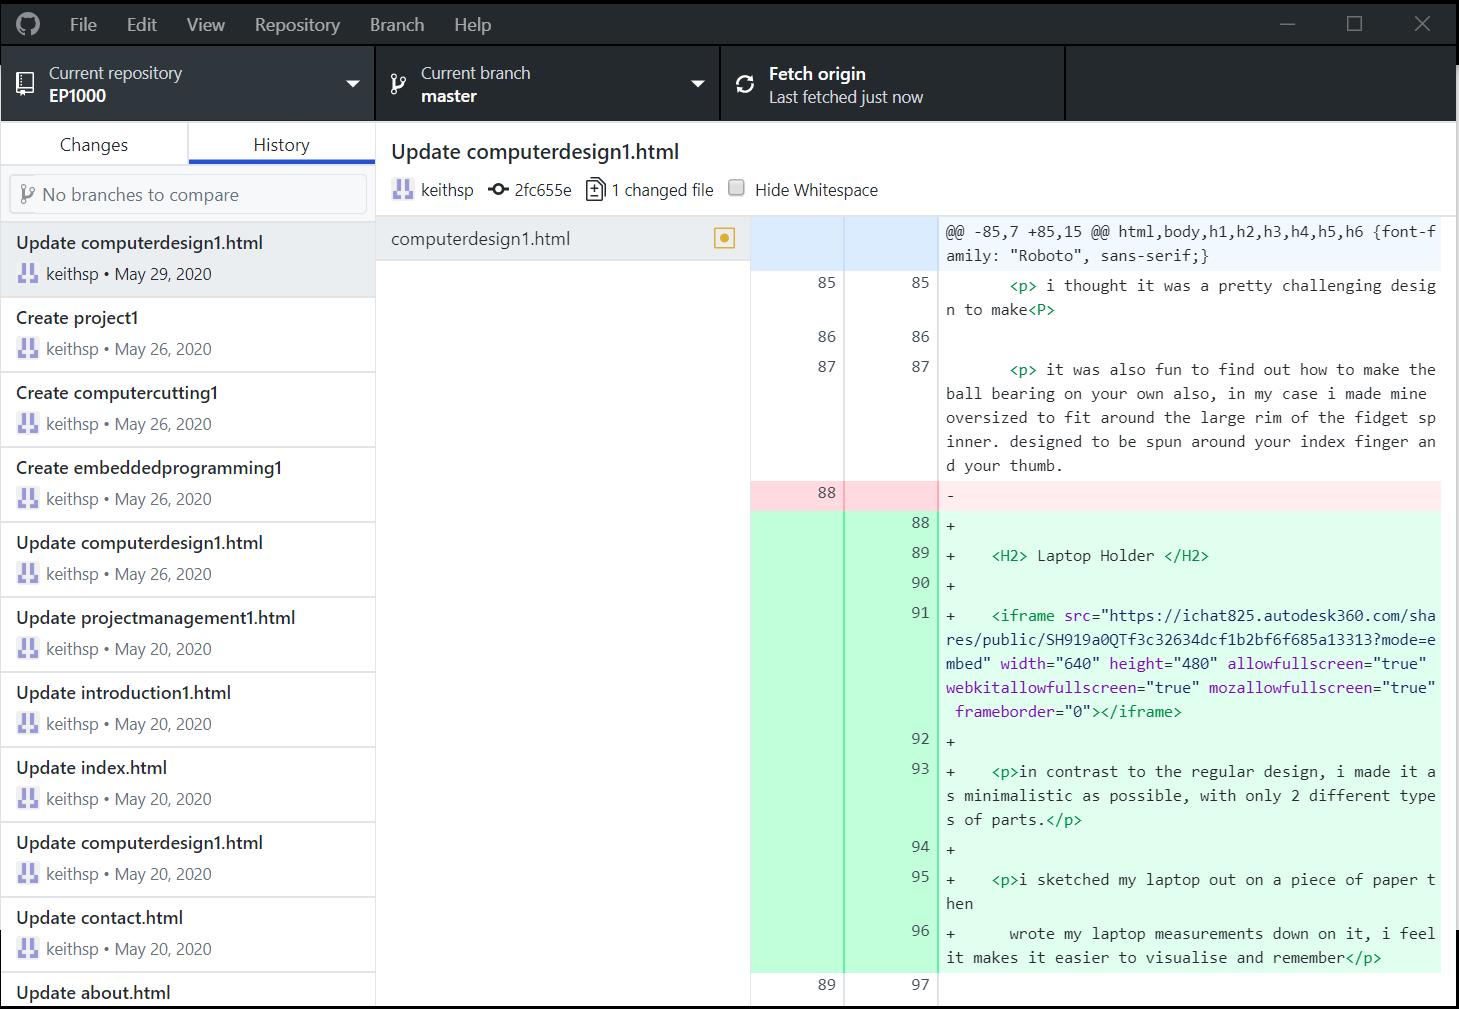 File Edit View Repository Branch Help
Current repository
EP1000
Current branch
master
Fetch origin
Last fetched just now
Changes
History
No branches to compare
Update computerdesign1.html
keithsp • May 29, 2020
Create project1
keithsp • May 26, 2020
Create computercutting1
keithsp • May 26, 2020
Create embeddedprogramming1
keithsp • May 26, 2020
Update computerdesign1.html
keithsp • May 26, 2020
Update projectmanagement1.html
keithsp • May 20, 2020
Update introduction1.html
keithsp • May 20, 2020
Update index.html
keithsp • May 20, 2020
Update computerdesign1.html
keithsp • May 20, 2020
Update contact.html
keithsp • May 20, 2020
Update about.html
Update computerdesign1.html
keithsp 2fc655e 1 changed file Hide Whitespace
computerdesign1.html
@@ -85,7 +85,15 @@ html,body,h1,h2,h3,h4,h5,h6 {font-f
amily: "Roboto", sans-serif;}
85 85 <p> i thought it was a pretty challenging desig
n to make<P>
86 86
87 87 <p> it was also fun to find out how to make the
ball bearing on your own also, in my case i made mine
oversized to fit around the large rim of the fidget sp
inner. designed to be spun around your index finger an
d your thumb.
88 -
88 +
89 + <H2> Laptop Holder </H2>
90 +
91 + <iframe src="https://ichat825.autodesk360.com/sha
res/public/SH919a0QTf3c32634dcf1b2bf6f685a13313?mode=e
mbed" width="640" height="480" allowfullscreen="true"
webkitallowfullscreen="true" mozallowfullscreen="true"
frameborder="0"></iframe>
92 +
93 + <p>in contrast to the regular design, i made it a
s minimalistic as possible, with only 2 different type
s of parts.</p>
94 +
95 + <p>i sketched my laptop out on a piece of paper t
hen
96 + wrote my laptop measurements down on it, i feel
it makes it easier to visualise and remember</p>
89 97